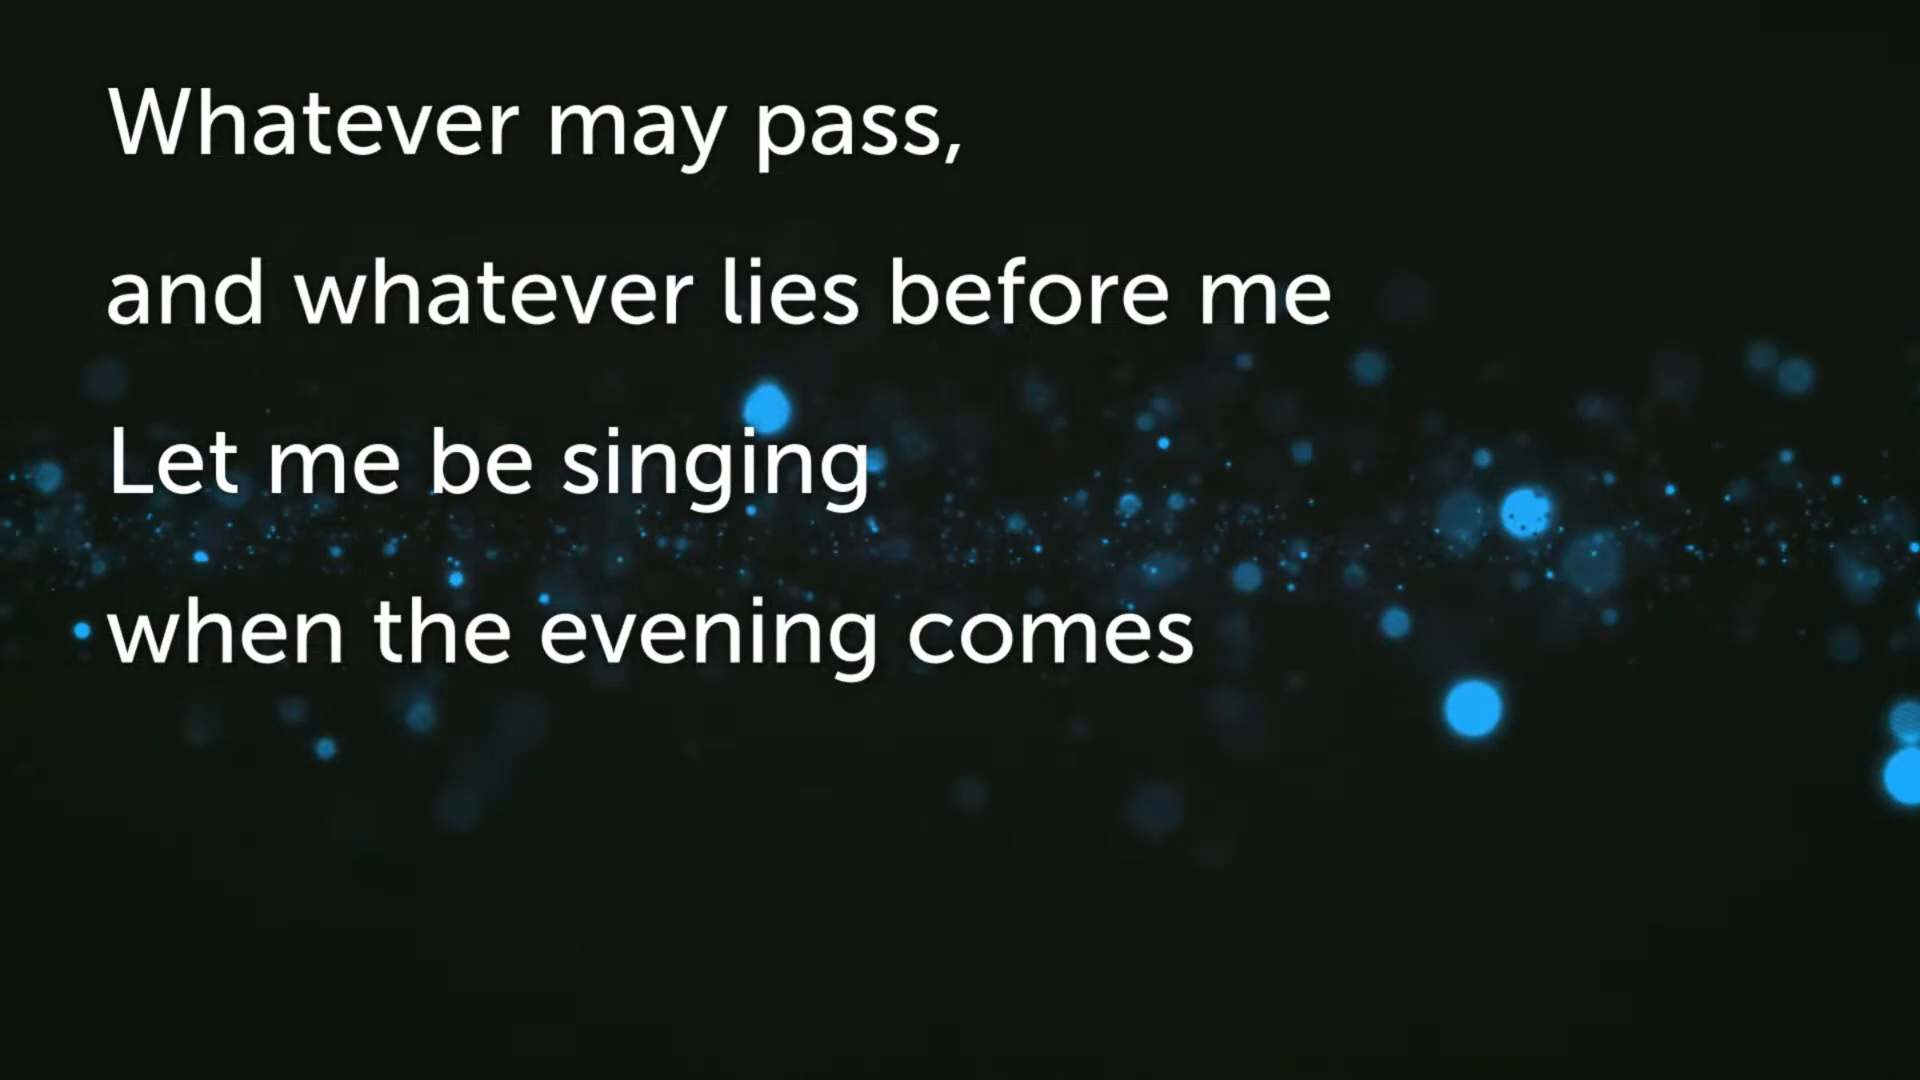 Whatever may pass,
and whatever lies before me
Let me be singing
when the evening comes